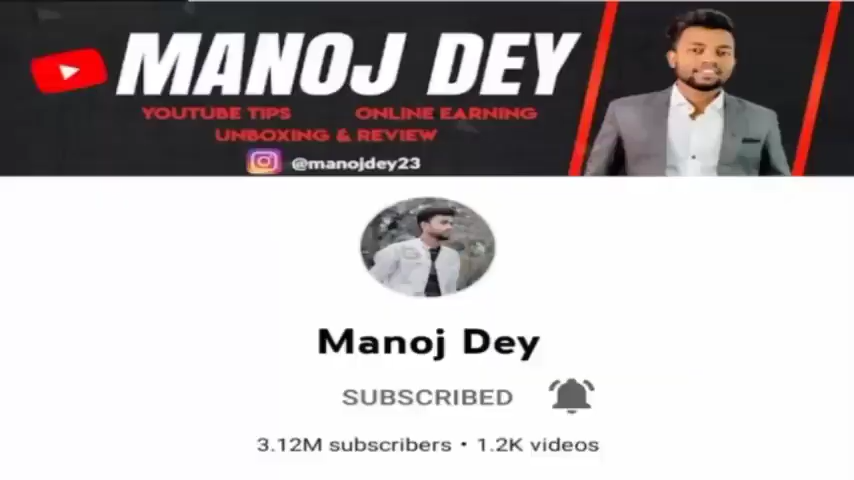 MANOJ DEY
YOUTUBE TIPS ONLINE EARNING
UNBOXING & REVIEW
@manojdey23
Manoj Dey
SUBSCRIBED
3.12M subscribers • 1.2K videos